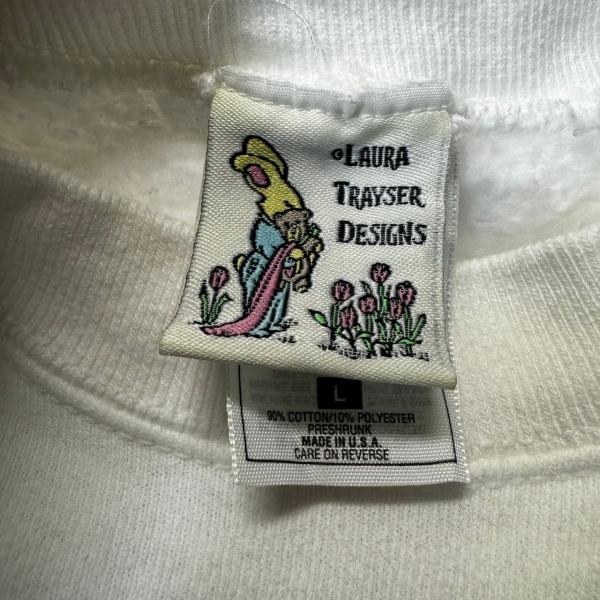 ©LAURA
TRAYSER
DESIGNS
L
90% COTTON/10% POLYESTER
PRESHRUNK
MADE IN U.S.A.
CARE ON REVERSE